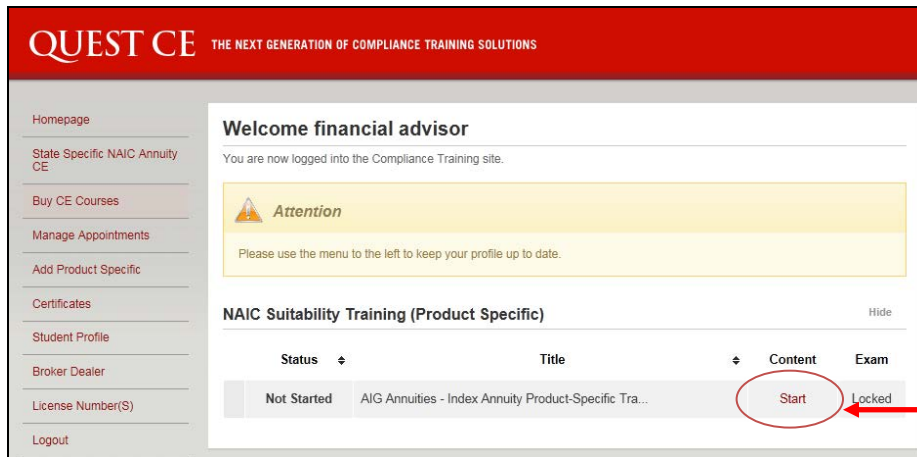 QUEST CE THE NEXT GENERATION OF COMPLIANCE TRAINING SOLUTIONS
Homepage
State Specific NAIC Annuity
CE
Buy CE Courses
Manage Appointments
Add Product Specific
Certificates
Student Profile
Broker Dealer
License Number(S)
Logout
Welcome financial advisor
You are now logged into the Compliance Training site.
Attention
Please use the menu to the left to keep your profile up to date.
NAIC Suitability Training (Product Specific) Hide
Status Title Content Exam
Not Started AIG Annuities - Index Annuity Product-Specific Tra... Start Locked